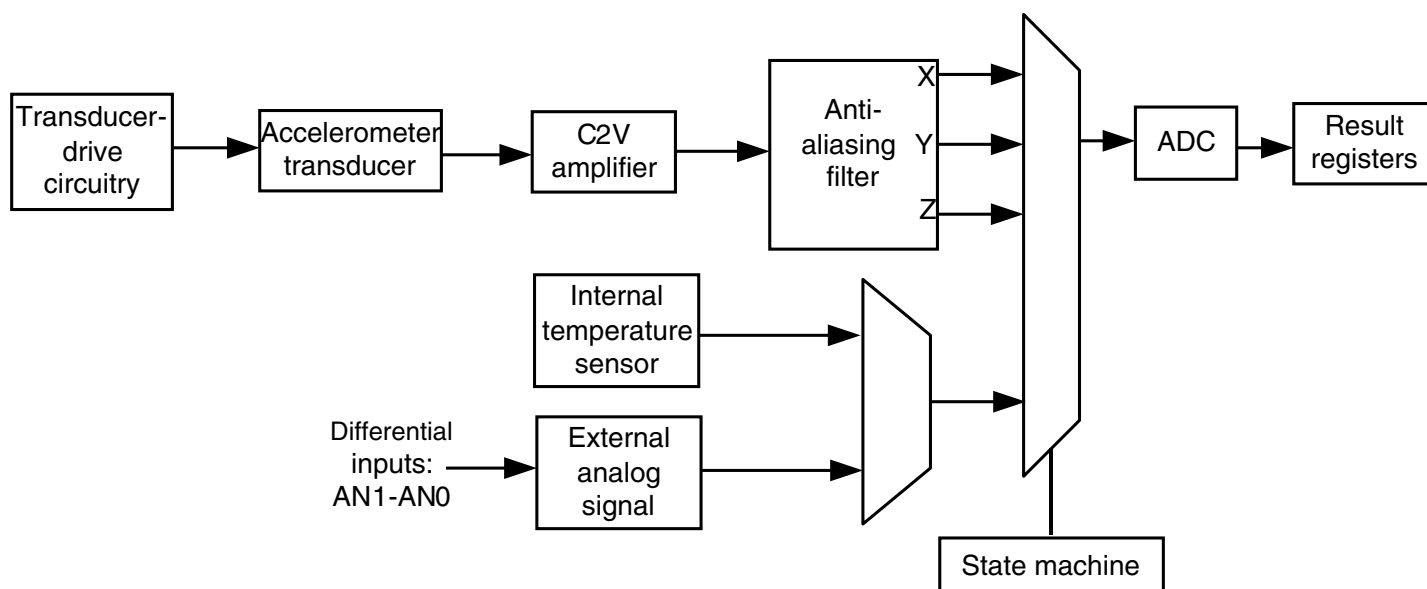 Transducer-
drive
circuitry
Accelerometer
transducer
C2V
amplifier
Anti-
aliasing
filter
X
Y
Z
ADC
Result
registers
Internal
temperature
sensor
Differential
inputs:
AN1-AN0
External
analog
signal
State machine